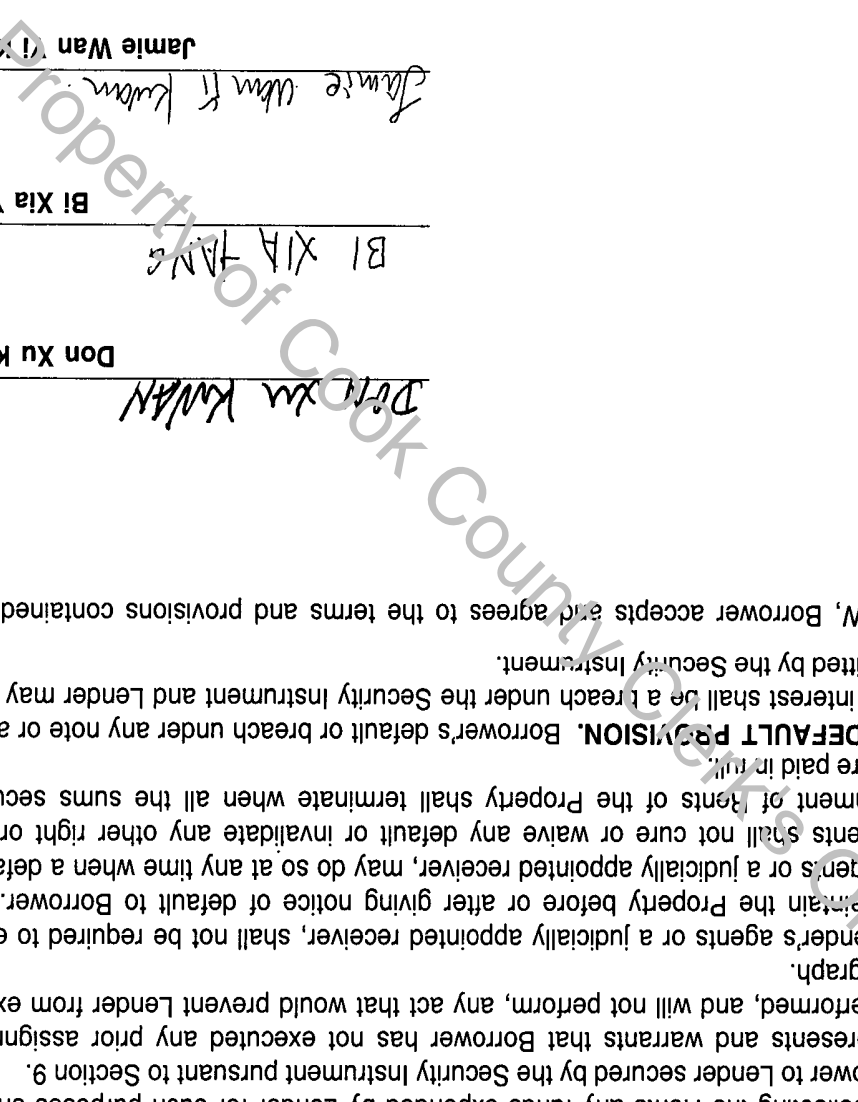 ower to Lender secured by the Security Instrument pursuant to Section 9.
resents and warrants that Borrower has not executed any prior assignm
erformed, and will not perform, any act that would prevent Lender from ex
graph.
ender's agents or a judicially appointed receiver, shall not be required to e
aintain the Property before or after giving notice of default to Borrower.
gents or a judicially appointed receiver, may do so at any time when a defa
ents shall not cure or waive any default or invalidate any other right or
nment of Rents of the Property shall terminate when all the sums secu
re paid in full.
DEFAULT PROVISION. Borrower's default or breach under any note or a
interest shall be a breach under the Security Instrument and Lender may
itted by the Security Instrument.
W, Borrower accepts and agrees to the terms and provisions contained
DON XU KWAN
Don Xu K
BI XIA YANG
Bi Xia
Jamie Wan Yi Kwan.
Jamie Wan Yi
Property of Cook County Clerk's O